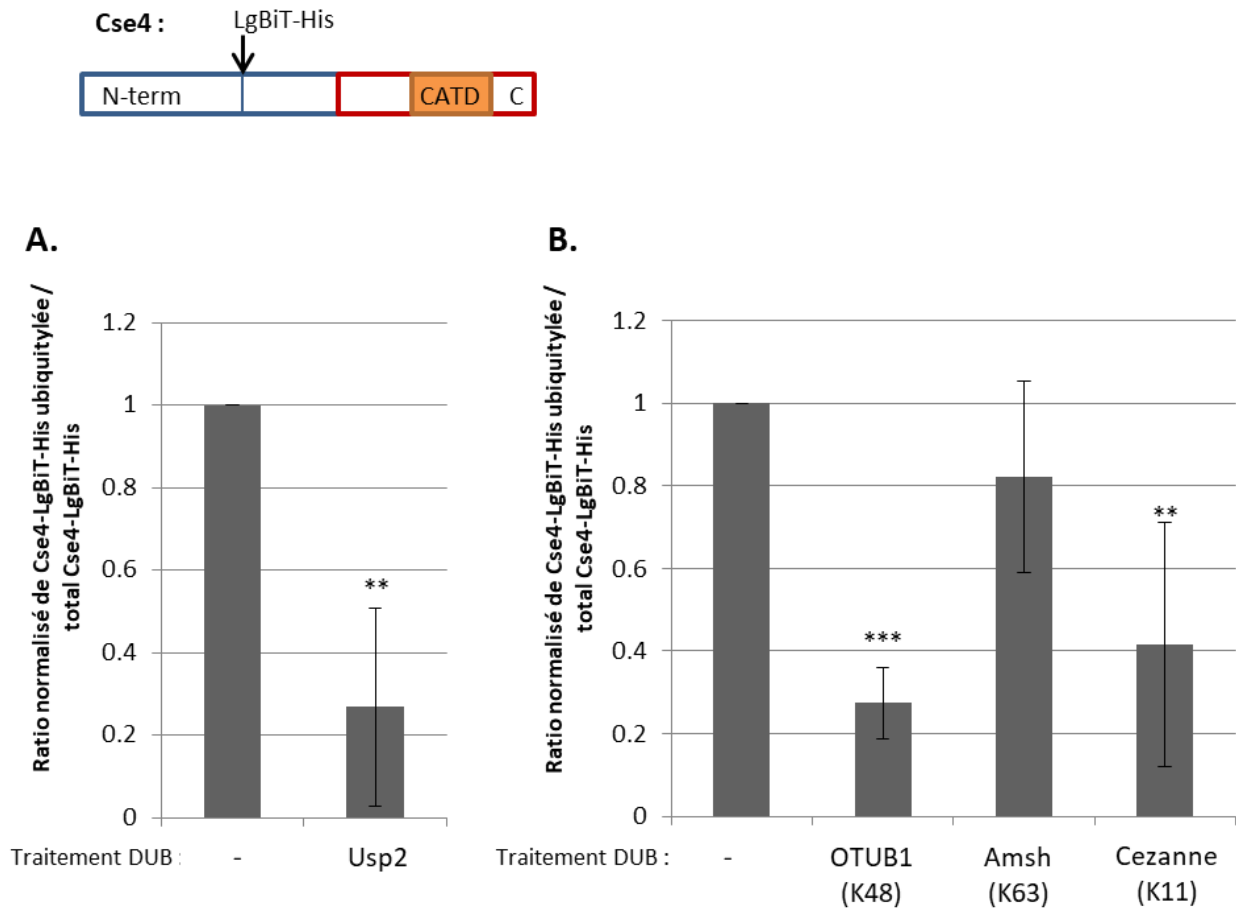 Cse4 : LgBiT-His
N-term CATD C
A.
Ratio normalisé de Cse4-LgBiT-His ubiquitylée /
total Cse4-LgBiT-His
1.2
1
0.8
0.6
0.4
0.2
0
**
Traitement DUB : - Usp2
B.
Ratio normalisé de Cse4-LgBiT-His ubiquitylée /
total Cse4-LgBiT-His
1.2
1
0.8
0.6
0.4
0.2
0
***
**
Traitement DUB : - OTUB1 Amsh Cezanne
(K48) (K63) (K11)